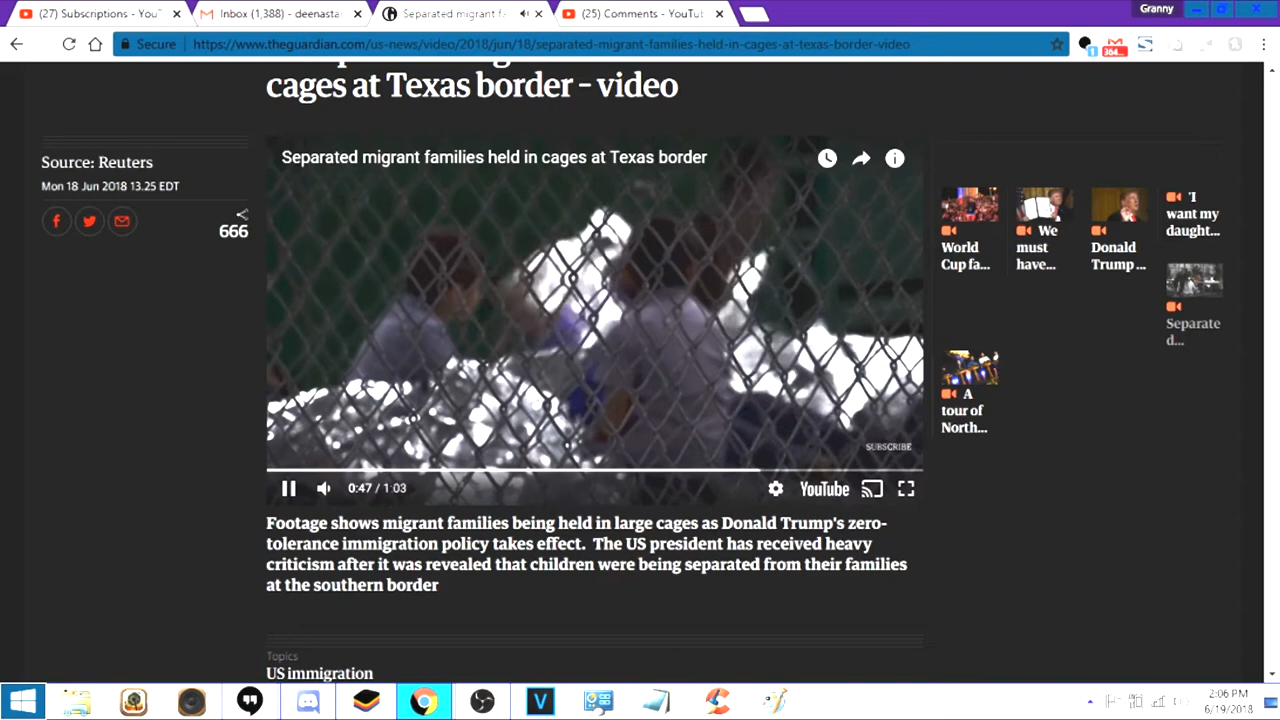 (27) Subscriptions - You
Inbox (1,388) - deenasta
Separated migrant f
(25) Comments - YouTu
Granny
Secure
https://www.theguardian.com/us-news/video/2018/jun/18/separated-migrant-families-held-in-cages-at-texas-border-video
364...
cages at Texas border – video
Source: Reuters
Mon 18 Jun 2018 13.25 EDT
666
Separated migrant families held in cages at Texas border
SUBSCRIBE
0:47 / 1:03
YouTube
Footage shows migrant families being held in large cages as Donald Trump's zero-
tolerance immigration policy takes effect. The US president has received heavy
criticism after it was revealed that children were being separated from their families
at the southern border
Topics
US immigration
World
Cup fa...
We
must
have...
Donald
Trump ...
'I
want my
daught...
Separate
d...
A
tour of
North...
2:06 PM
6/19/2018